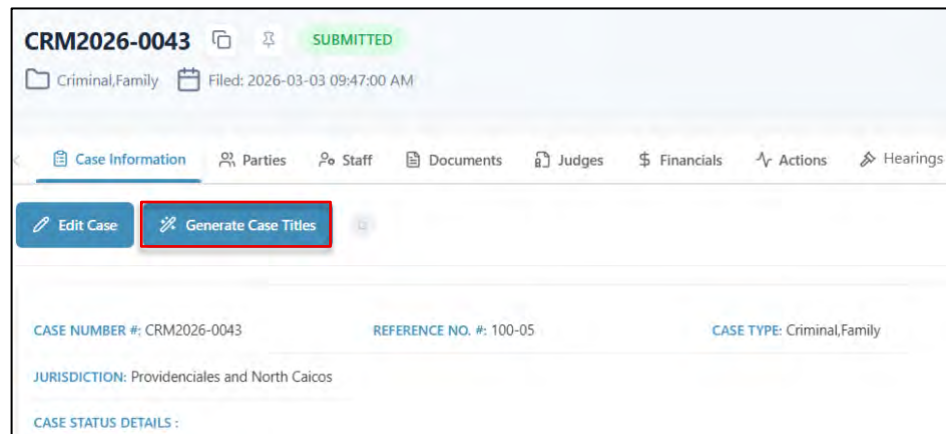 CRM2026-0043 SUBMITTED
Criminal,Family Filed: 2026-03-03 09:47:00 AM
Case Information Parties Staff Documents Judges Financials Actions Hearings
Edit Case Generate Case Titles
CASE NUMBER #: CRM2026-0043 REFERENCE NO. #: 100-05 CASE TYPE: Criminal,Family
JURISDICTION: Providenciales and North Caicos
CASE STATUS DETAILS :